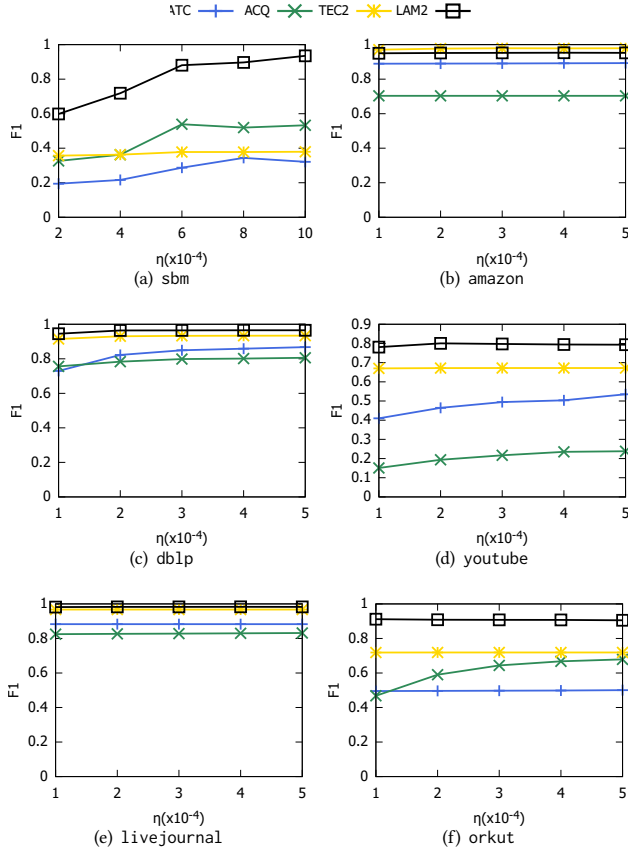 ATC ACQ TEC2 LAM2
1
0.8
0.6
0.4
0.2
0
F1
2 4 6 8 10
η(x10-4)
(a) sbm
1
0.8
0.6
0.4
0.2
0
F1
1 2 3 4 5
η(x10-4)
(b) amazon
1
0.8
0.6
0.4
0.2
0
F1
1 2 3 4 5
η(x10-4)
(c) dblp
0.9
0.8
0.7
0.6
0.5
0.4
0.3
0.2
0.1
0
F1
1 2 3 4 5
η(x10-4)
(d) youtube
1
0.8
0.6
0.4
0.2
0
F1
1 2 3 4 5
η(x10-4)
(e) livejournal
1
0.8
0.6
0.4
0.2
0
F1
1 2 3 4 5
η(x10-4)
(f) orkut